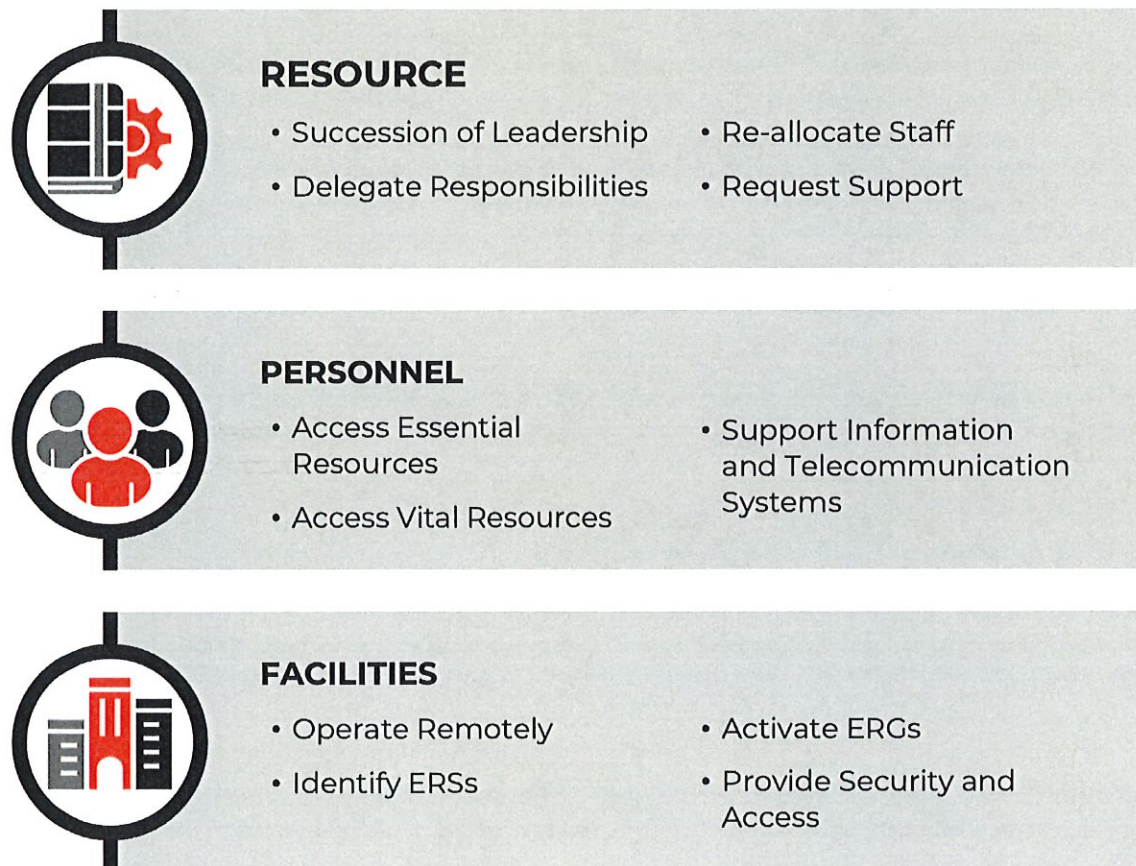 RESOURCE
• Succession of Leadership
• Delegate Responsibilities
• Re-allocate Staff
• Request Support
PERSONNEL
• Access Essential
Resources
• Access Vital Resources
• Support Information
and Telecommunication
Systems
FACILITIES
• Operate Remotely
• Identify ERSs
• Activate ERGs
• Provide Security and
Access